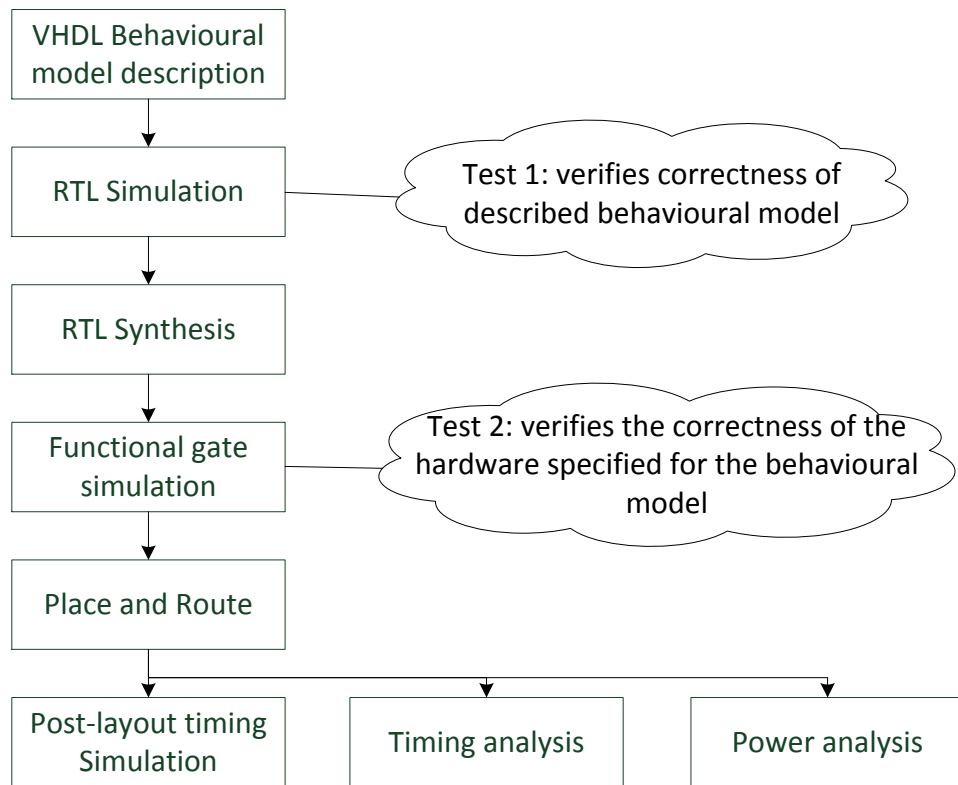 VHDL Behavioural
model description
RTL Simulation
Test 1: verifies correctness of
described behavioural model
RTL Synthesis
Functional gate
simulation
Test 2: verifies the correctness of the
hardware specified for the behavioural
model
Place and Route
Post-layout timing
Simulation
Timing analysis
Power analysis